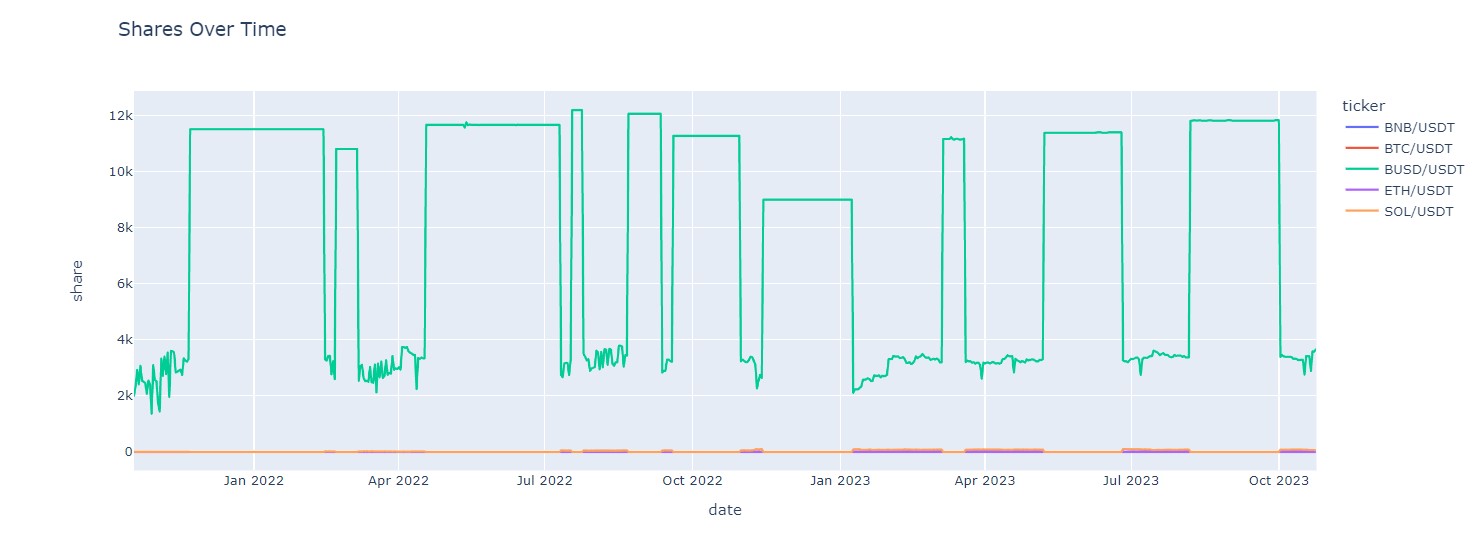 Shares Over Time
12k
10k
8k
6k
4k
2k
0
share
Jan 2022 Apr 2022 Jul 2022 Oct 2022 Jan 2023 Apr 2023 Jul 2023 Oct 2023
date
ticker
BNB/USDT
BTC/USDT
BUSD/USDT
ETH/USDT
SOL/USDT